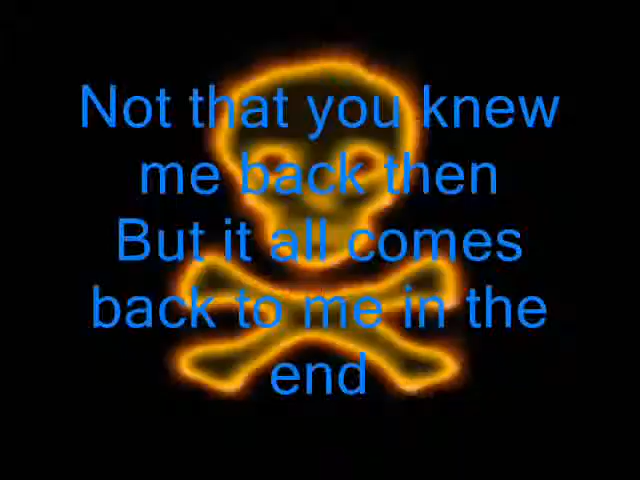 Not that you knew
me back then
But it all comes
back to me in the
end